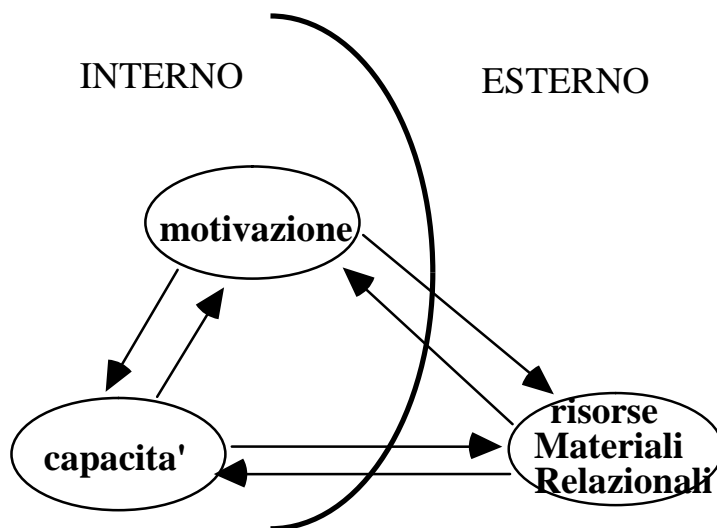 INTERNO
ESTERNO
motivazione
capacita'
risorse
Materiali
Relazionali